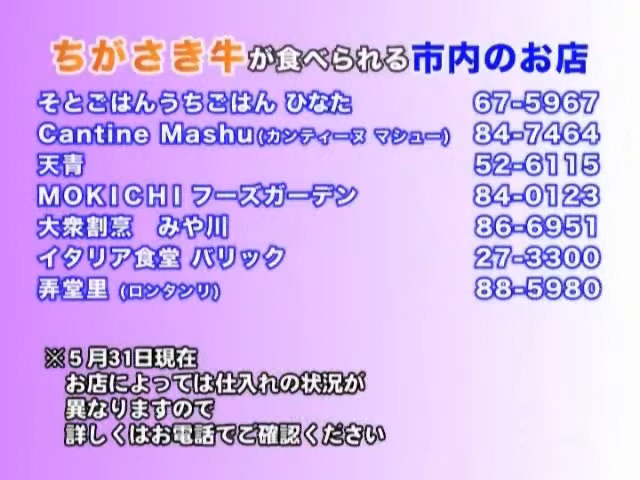 ちがさき牛が食べられる市内のお店
そとごはんうちごはん ひなた 67-5967
Cantine Mashu(カンティーヌ マシュー) 84-7464
天青 52-6115
MOKICHI フーズガーデン 84-0123
大衆割烹 みや川 86-6951
イタリア食堂 バリック 27-3300
弄堂里 (ロンタンリ) 88-5980
※5月31日現在
お店によっては仕入れの状況が
異なりますので
詳しくはお電話でご確認ください